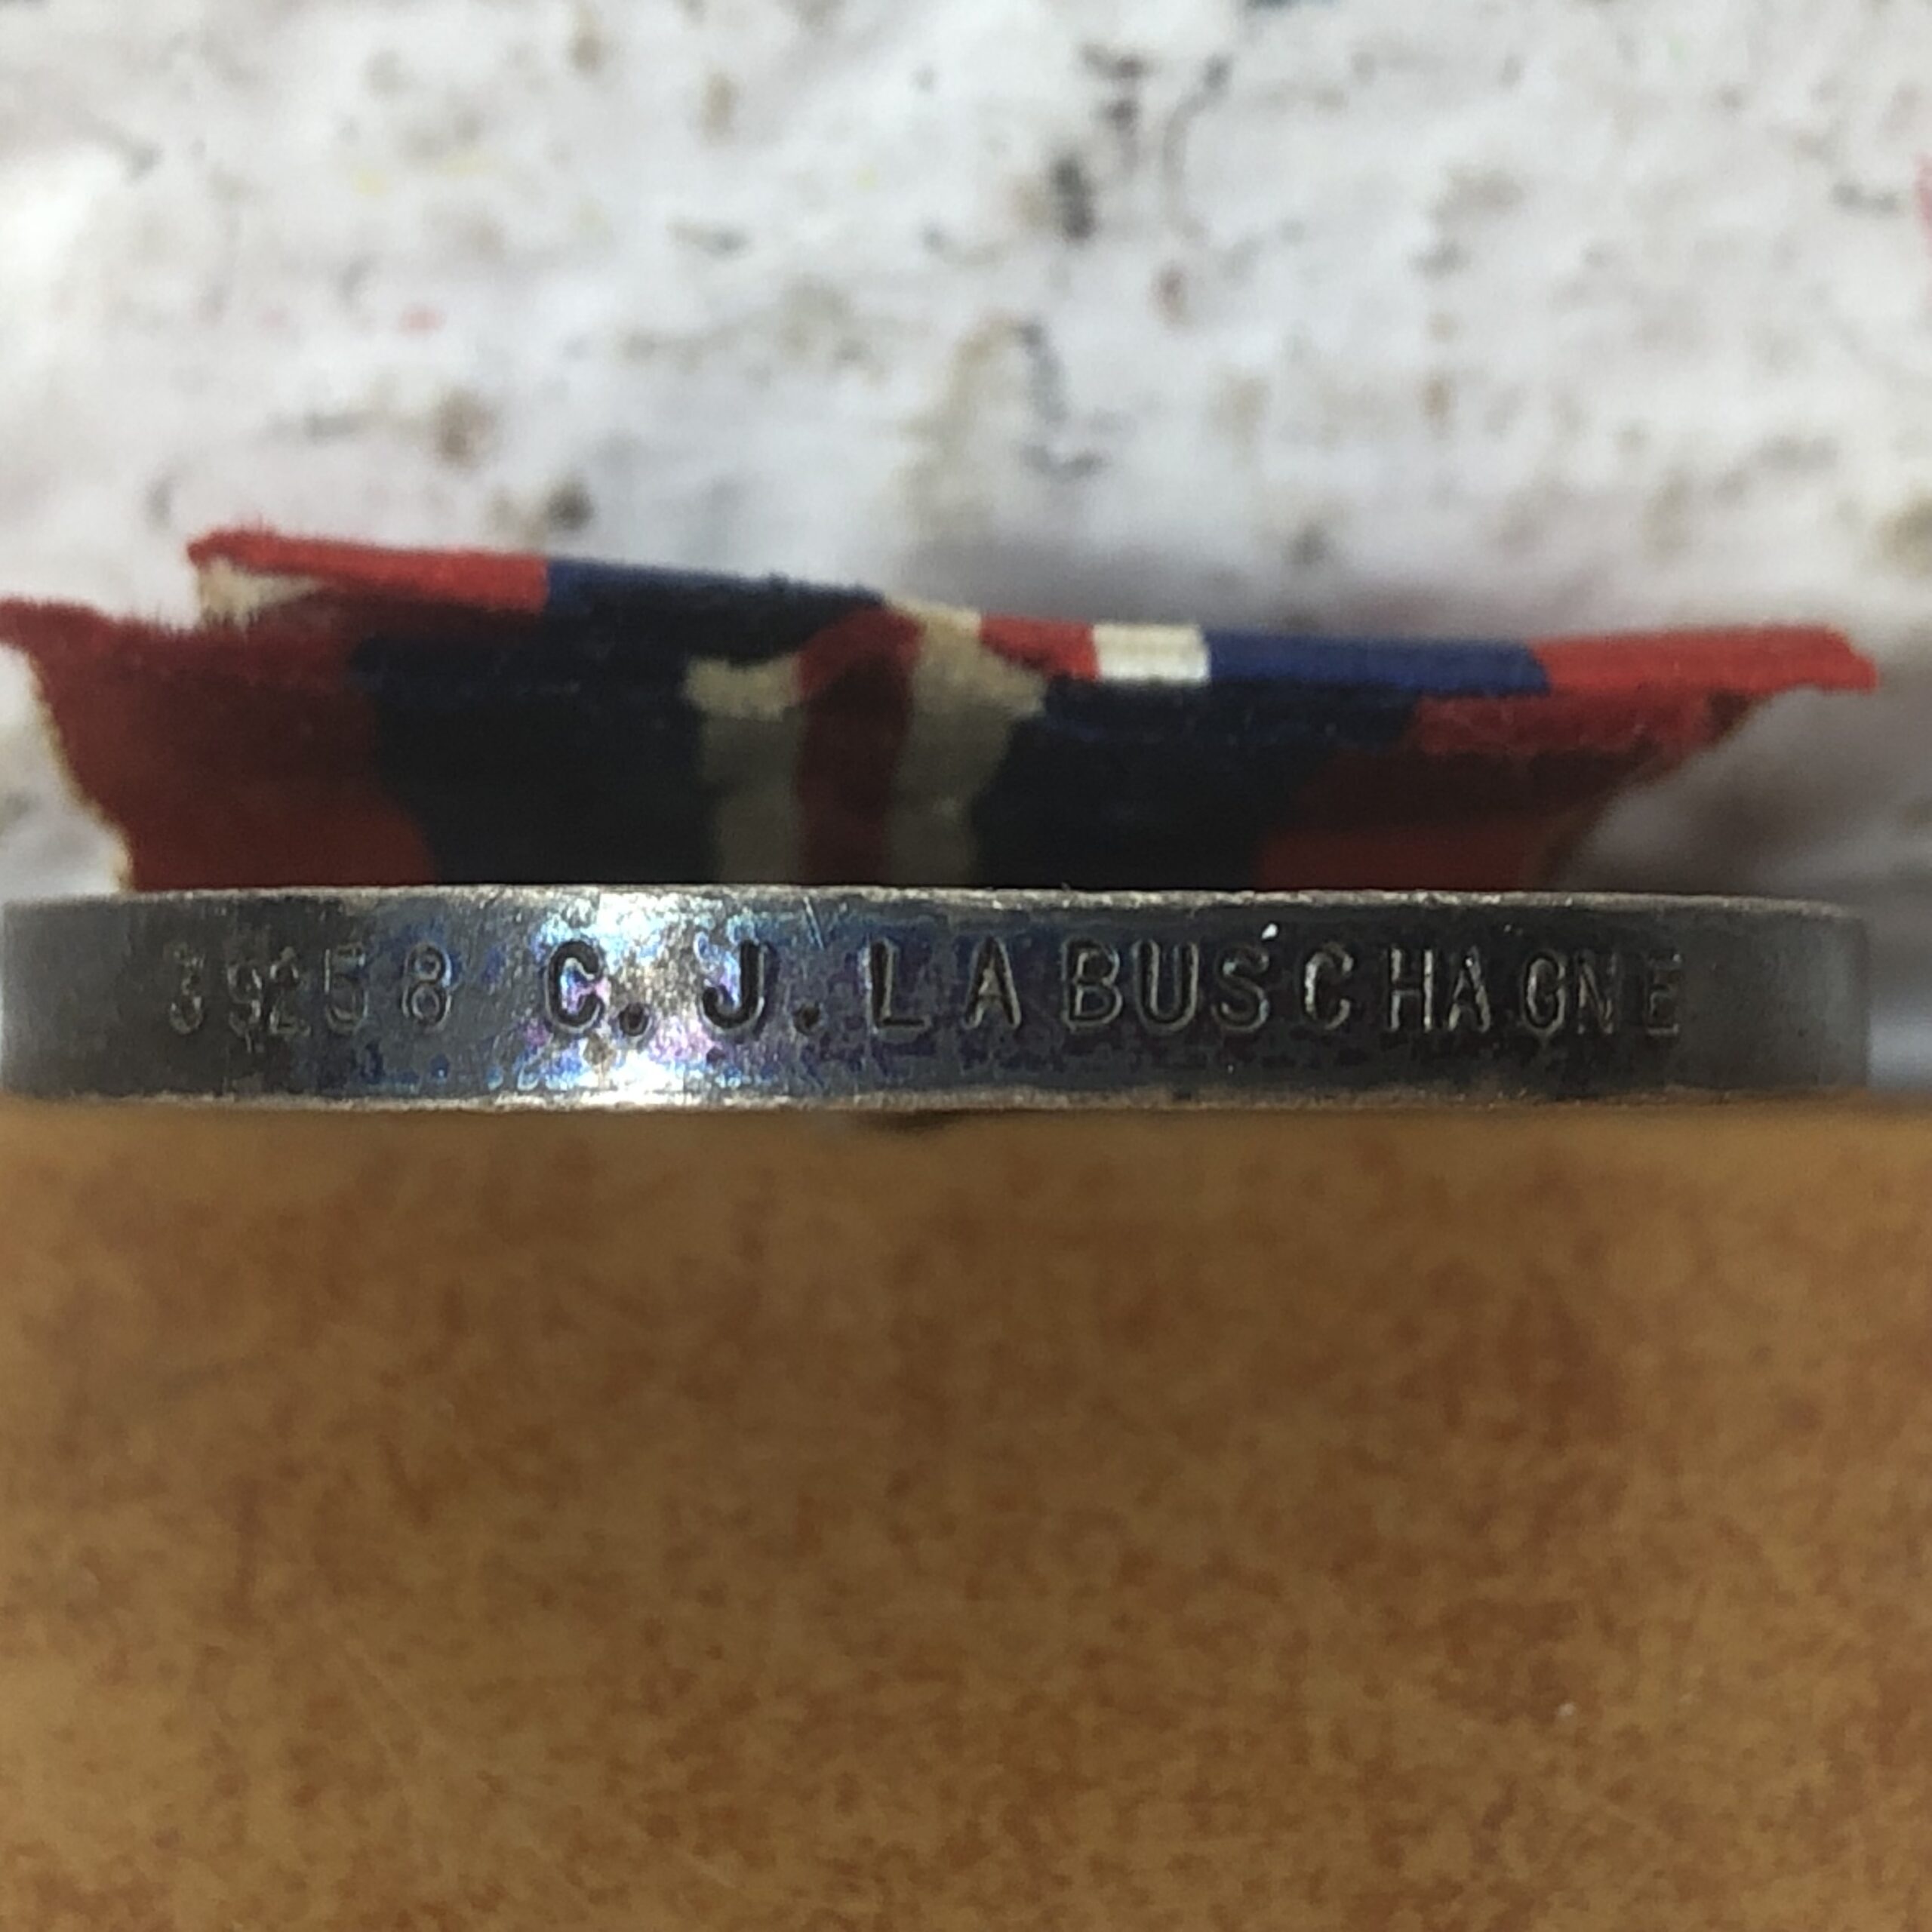 39258 C. J. LABUSCHAGNE